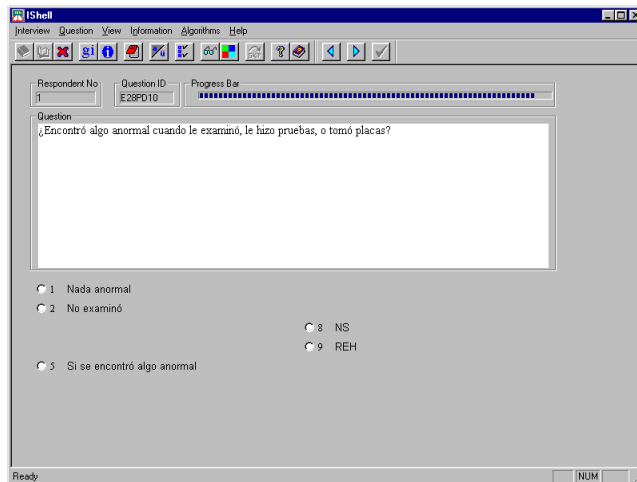 IShell
Interview Question View Information Algorithms Help
Respondent No
1
Question ID
E28PD10
Progress Bar
Question
¿Encontró algo anormal cuando le examinó, le hizo pruebas, o tomó placas?
1 Nada anormal
2 No examinó
8 NS
9 REH
5 Si se encontró algo anormal
Ready
NUM